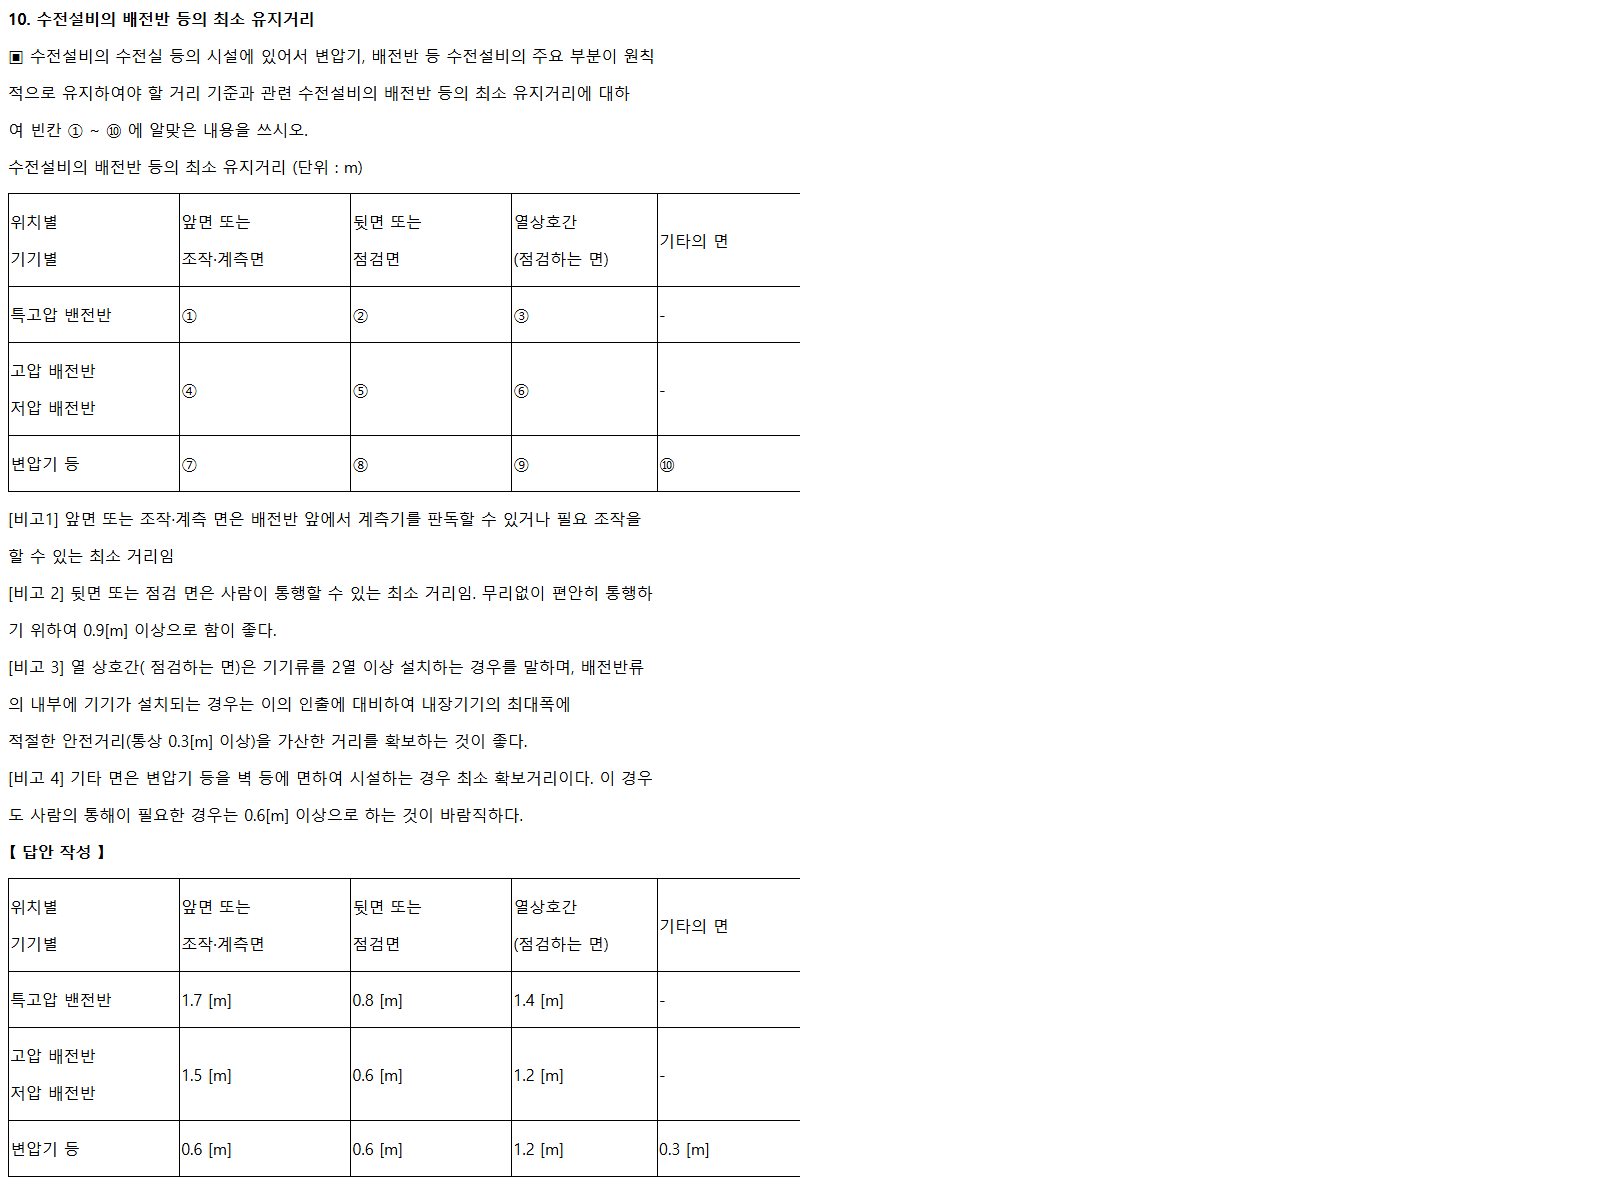 10. 수전설비의 배전반 등의 최소 유지거리
▣ 수전설비의 수전실 등의 시설에 있어서 변압기, 배전반 등 수전설비의 주요 부분이 원칙
적으로 유지하여야 할 거리 기준과 관련 수전설비의 배전반 등의 최소 유지거리에 대하
여 빈칸 ① ~ ⑩ 에 알맞은 내용을 쓰시오.
수전설비의 배전반 등의 최소 유지거리 (단위 : m)
위치별
기기별
앞면 또는
조작·계측면
뒷면 또는
점검면
열상호간
(점검하는 면)
기타의 면
특고압 밴전반
①
②
③
-
고압 배전반
저압 배전반
④
⑤
⑥
-
변압기 등
⑦
⑧
⑨
⑩
[비고1] 앞면 또는 조작·계측 면은 배전반 앞에서 계측기를 판독할 수 있거나 필요 조작을
할 수 있는 최소 거리임
[비고 2] 뒷면 또는 점검 면은 사람이 통행할 수 있는 최소 거리임. 무리없이 편안히 통행하
기 위하여 0.9[m] 이상으로 함이 좋다.
[비고 3] 열 상호간( 점검하는 면)은 기기류를 2열 이상 설치하는 경우를 말하며, 배전반류
의 내부에 기기가 설치되는 경우는 이의 인출에 대비하여 내장기기의 최대폭에
적절한 안전거리(통상 0.3[m] 이상)을 가산한 거리를 확보하는 것이 좋다.
[비고 4] 기타 면은 변압기 등을 벽 등에 면하여 시설하는 경우 최소 확보거리이다. 이 경우
도 사람의 통해이 필요한 경우는 0.6[m] 이상으로 하는 것이 바람직하다.
【 답안 작성 】
위치별
기기별
앞면 또는
조작·계측면
뒷면 또는
점검면
열상호간
(점검하는 면)
기타의 면
특고압 밴전반
1.7 [m]
0.8 [m]
1.4 [m]
-
고압 배전반
저압 배전반
1.5 [m]
0.6 [m]
1.2 [m]
-
변압기 등
0.6 [m]
0.6 [m]
1.2 [m]
0.3 [m]